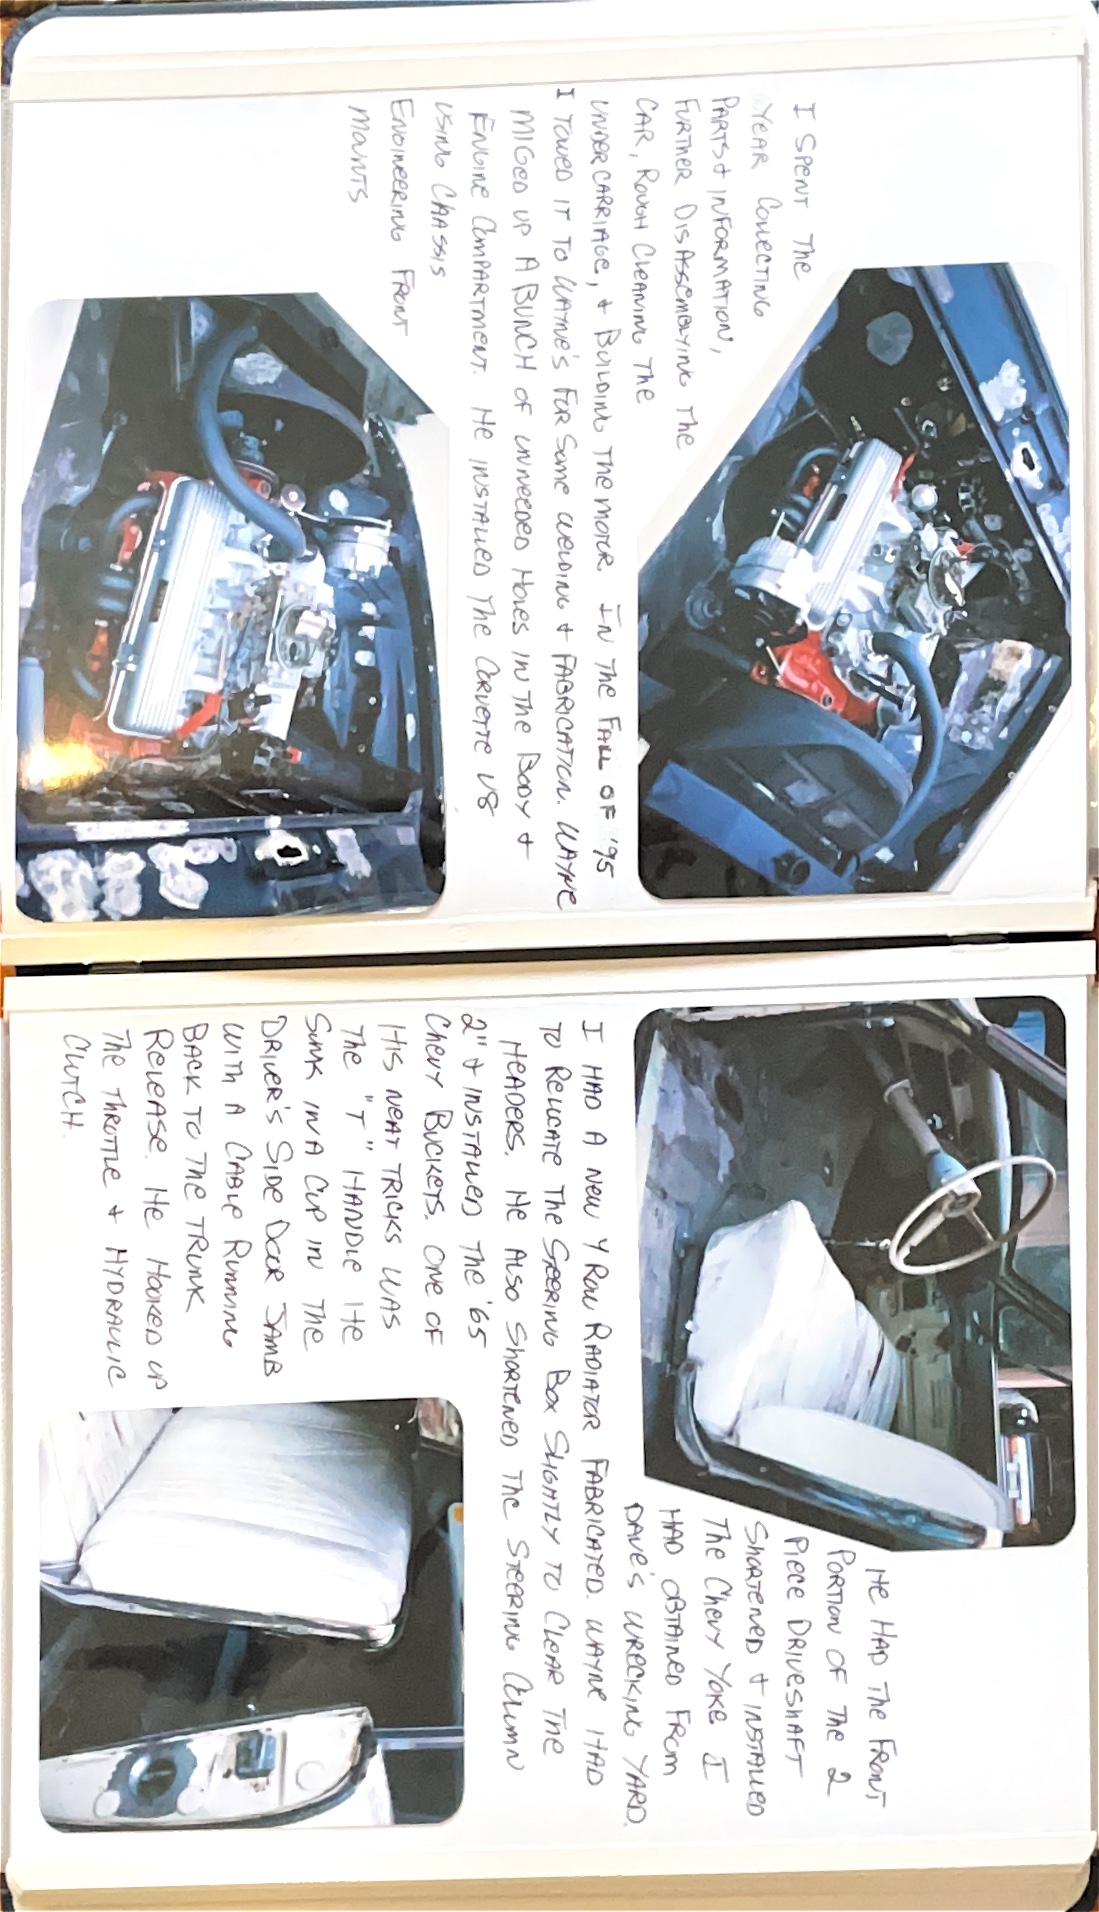 I SPENT THE
YEAR COLLECTING
PARTS & INFORMATION,
FURTHER DISASSEMBLYING THE
CAR, ROUGH CLEANING THE
UNDERCARRIAGE, & BUILDING THE MOTOR. IN THE FALL OF '95
I TOWED IT TO WAYNE'S FOR SOME WELDING & FABRICATION. WAYNE
MIGED UP A BUNCH OF UNNEEDED HOLES IN THE BODY &
ENGINE COMPARTMENT. HE INSTALLED THE CORVETTE V8
USING CHASSIS
ENGINEERING FRONT
MOUNTS
HE HAD THE FRONT
PORTION OF THE 2
PIECE DRIVESHAFT
SHORTENED & INSTALLED
THE CHEVY YOKE I
HAD OBTAINED FROM
DAVE'S WRECKING YARD.
I HAD A NEW 4 ROW RADIATOR FABRICATED. WAYNE HAD
TO RELOCATE THE STEERING BOX SLIGHTLY TO CLEAR THE
HEADERS. HE ALSO SHORTENED THE STEERING COLUMN
2" & INSTALLED THE '65
CHEVY BUCKETS. ONE OF
HIS NEAT TRICKS WAS
THE "T" HANDLE HE
SUNK IN A CUP IN THE
DRIVER'S SIDE DOOR JAMB
WITH A CABLE RUNNING
BACK TO THE TRUNK
RELEASE. HE HOOKED UP
THE THROTTLE & HYDRAULIC
CLUTCH.